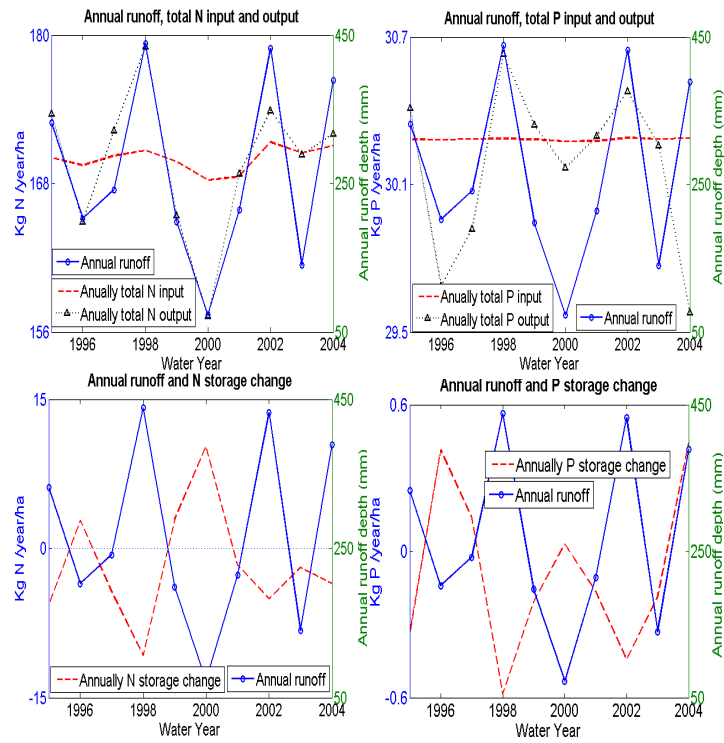 Annual runoff, total N input and output
180
168
156
Kg N /year/ha
450
250
50
Annual runoff depth (mm)
Annual runoff
Anually total N input
Anually total N output
1996 1998 2000 2002 2004
Water Year
Annual runoff, total P input and output
30.7
30.1
29.5
Kg P /year/ha
450
250
50
Annual runoff depth (mm)
Anually total P input
Anually total P output
Annual runoff
1996 1998 2000 2002 2004
Water Year
Annual runoff and N storage change
15
0
-15
Kg N /year/ha
450
250
50
Annual runoff depth (mm)
Annually N storage change
Annual runoff
1996 1998 2000 2002 2004
Water Year
Annual runoff and P storage change
0.6
0
-0.6
Kg P /year/ha
450
250
50
Annual runoff depth (mm)
Annually P storage change
Annual runoff
1996 1998 2000 2002 2004
Water Year